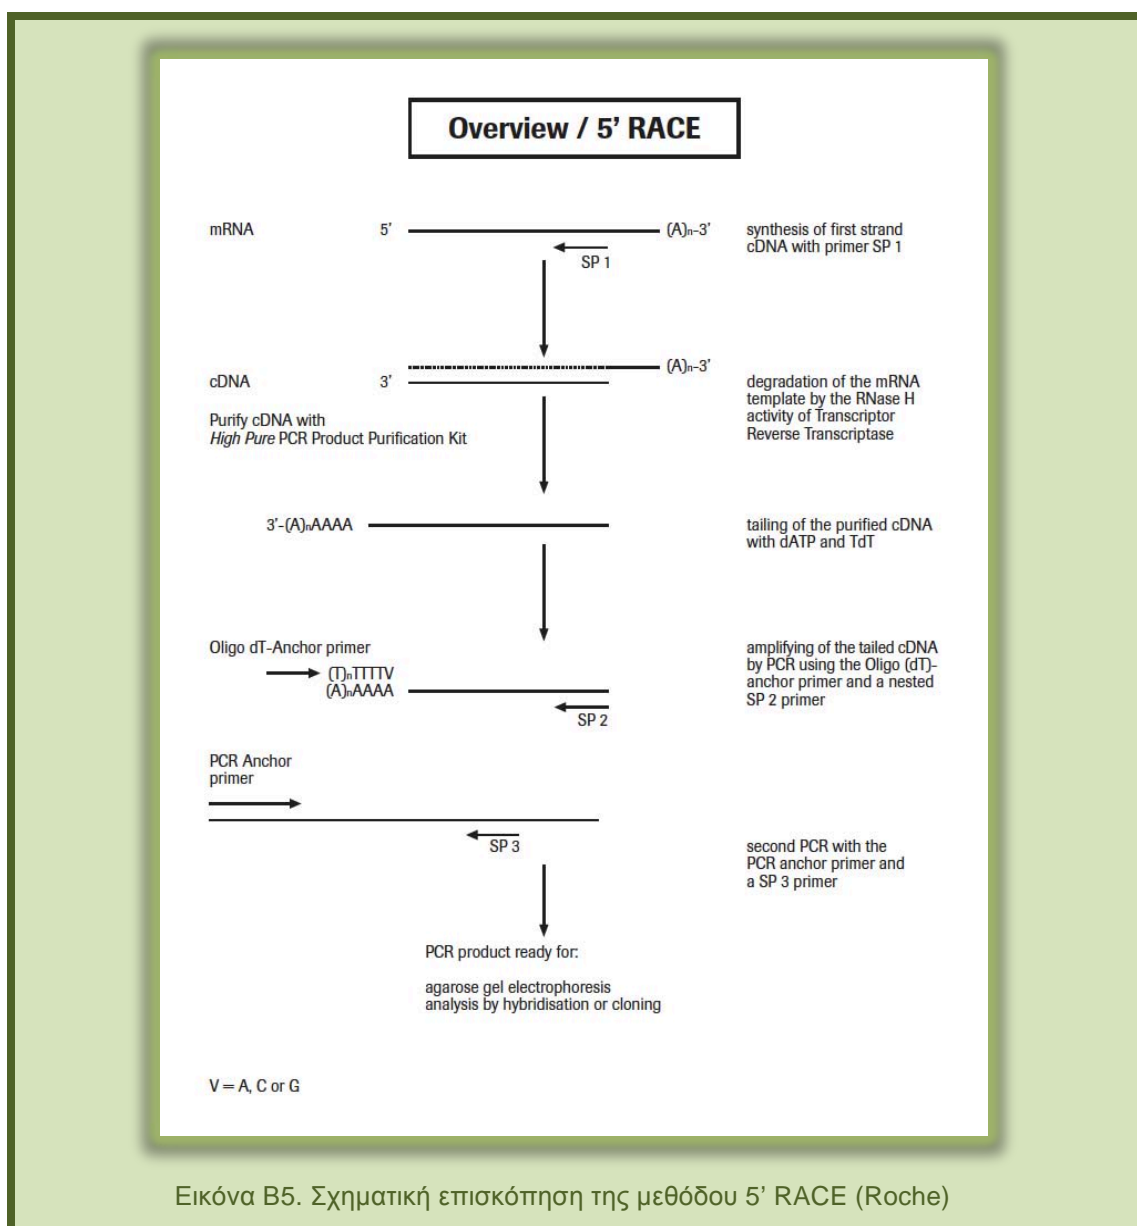 Overview / 5’ RACE
mRNA 5’ (A)n-3’ synthesis of first strand
cDNA with primer SP 1
SP 1
(A)n-3’
cDNA 3’ degradation of the mRNA
template by the RNase H
activity of Transcriptor
Reverse Transcriptase
Purify cDNA with
High Pure PCR Product Purification Kit
3’-(A)nAAAA tailing of the purified cDNA
with dATP and TdT
Oligo dT-Anchor primer
(T)nTTTTV
(A)nAAAA
SP 2
amplifying of the tailed cDNA
by PCR using the Oligo (dT)-
anchor primer and a nested
SP 2 primer
PCR Anchor
primer
SP 3
second PCR with the
PCR anchor primer and
a SP 3 primer
PCR product ready for:
agarose gel electrophoresis
analysis by hybridisation or cloning
V = A, C or G
Εικόνα Β5. Σχηματική επισκόπηση της μεθόδου 5’ RACE (Roche)